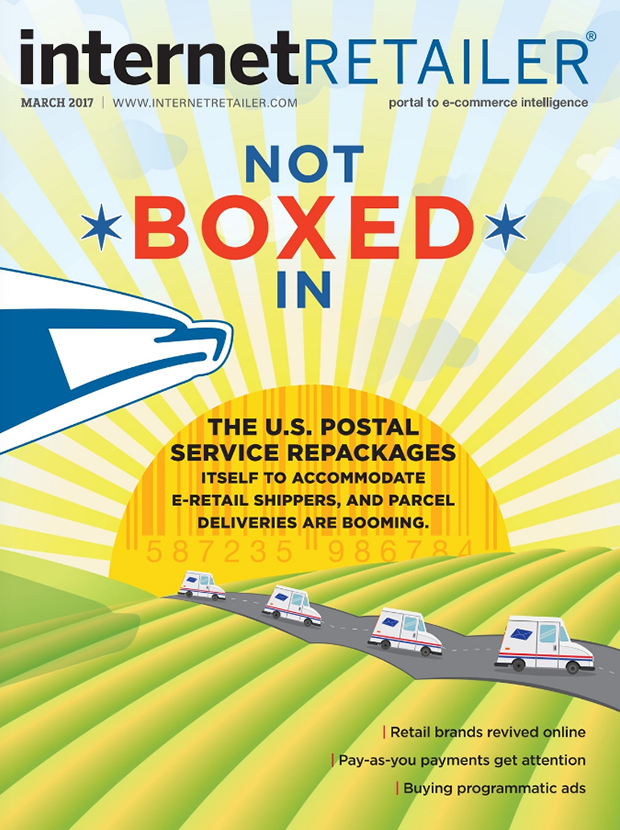 internetRETAILER®
MARCH 2017 | WWW.INTERNETRETAILER.COM
portal to e-commerce intelligence
NOT
*BOXED*
IN
THE U.S. POSTAL
SERVICE REPACKAGES
ITSELF TO ACCOMMODATE
E-RETAIL SHIPPERS, AND PARCEL
DELIVERIES ARE BOOMING.
587235 986784
| Retail brands revived online
| Pay-as-you payments get attention
| Buying programmatic ads